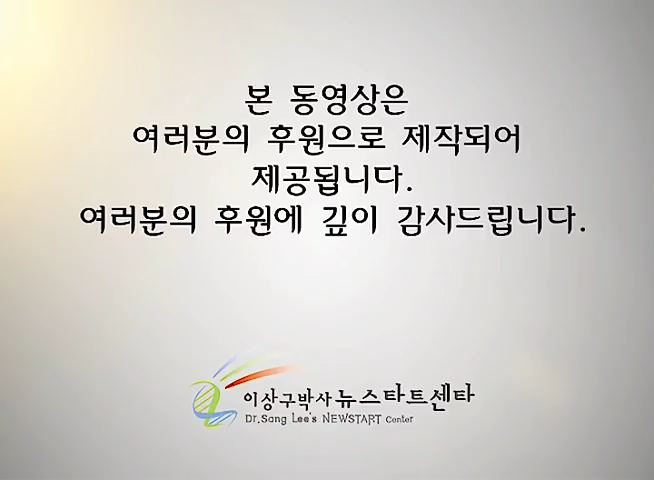 본 동영상은
여러분의 후원으로 제작되어
제공됩니다.
여러분의 후원에 깊이 감사드립니다.
이상구박사 뉴스타트센타
Dr.Sang Lee's NEWSTART Center